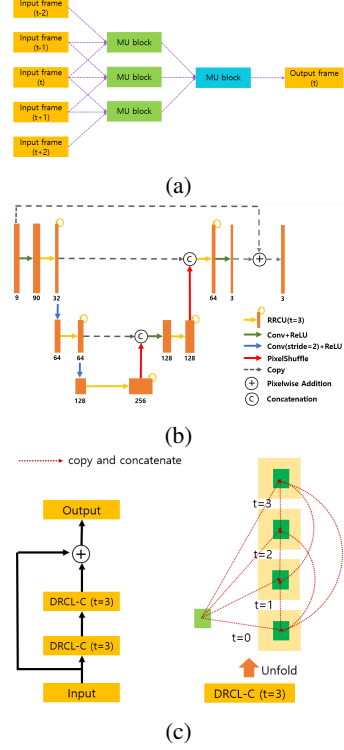 Input frame
(t-2)
Input frame
(t-1)
MU block
Input frame
(t)
MU block
MU block
Output frame
(t)
Input frame
(t+1)
MU block
Input frame
(t+2)
(a)
C
+
9
90
32
64
3
3
64
64
C
128
128
128
256
RRCU(t=3)
Conv+ReLU
Conv(stride=2)+ReLU
PixelShuffle
Copy
+ Pixelwise Addition
C Concatenation
(b)
copy and concatenate
Output
+
DRCL-C (t=3)
DRCL-C (t=3)
Input
t=3
t=2
t=1
t=0
Unfold
DRCL-C (t=3)
(c)